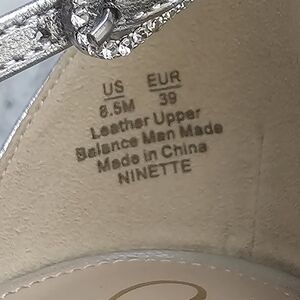 US EUR
8.5M 39
Leather Upper
Balance Man Made
Made in China
NINETTE